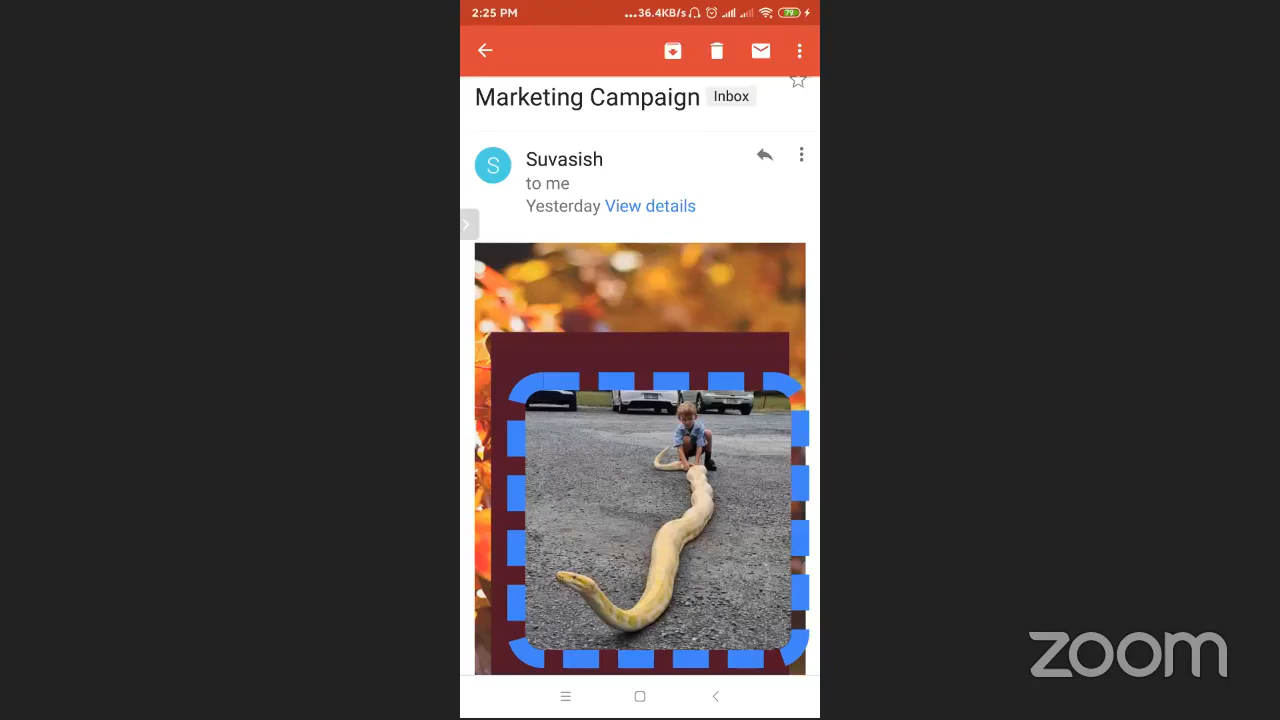 2:25 PM ...36.4KB/s 79
Marketing Campaign Inbox
S Suvasish
to me
Yesterday View details
zoom